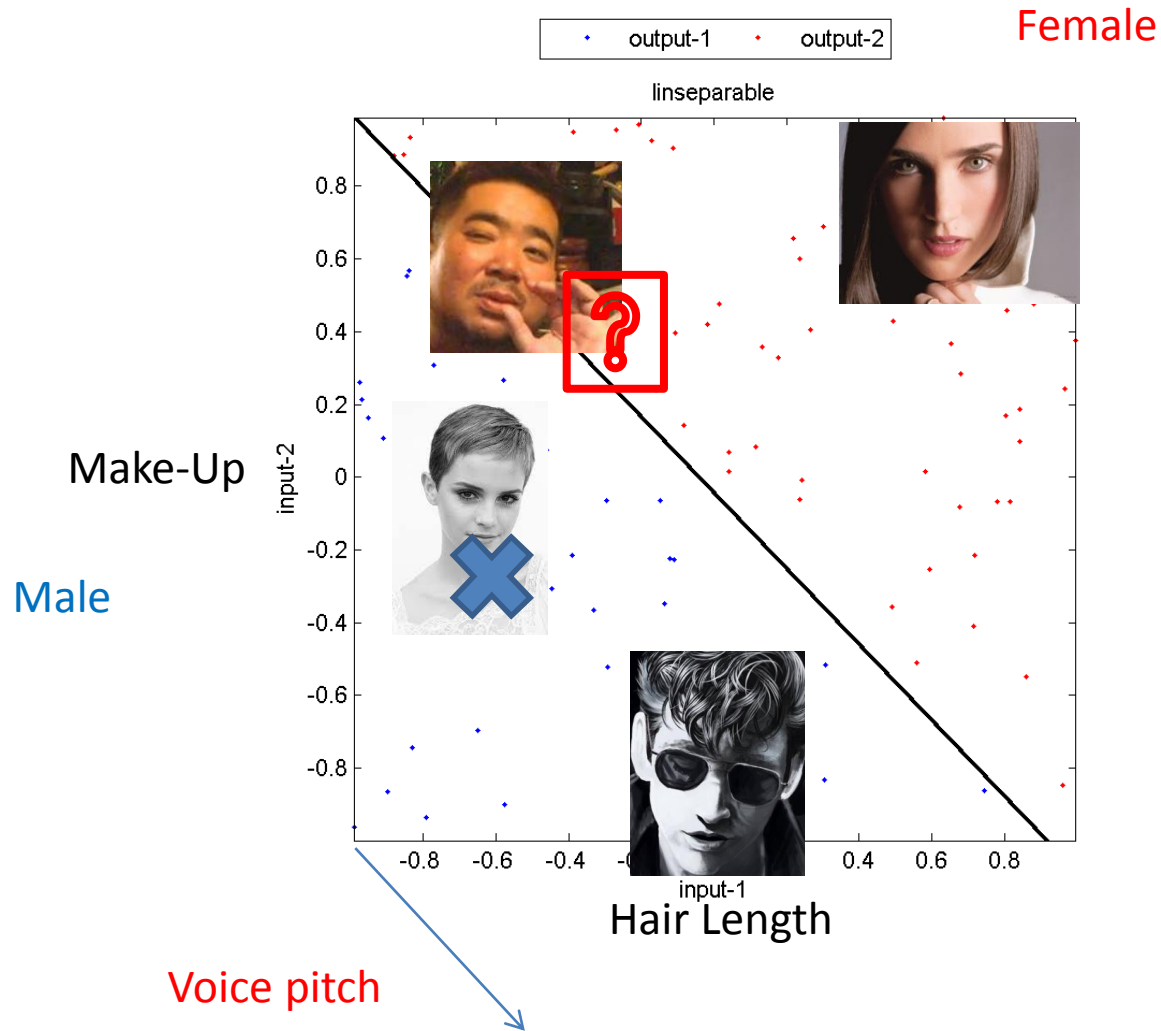 Female
output-1 output-2
linseparable
0.8
0.6
0.4
?
0.2
Make-Up
input-2
0
-0.2
Male
-0.4
-0.6
-0.8
-0.8 -0.6 -0.4 0.4 0.6 0.8
input-1
Hair Length
Voice pitch